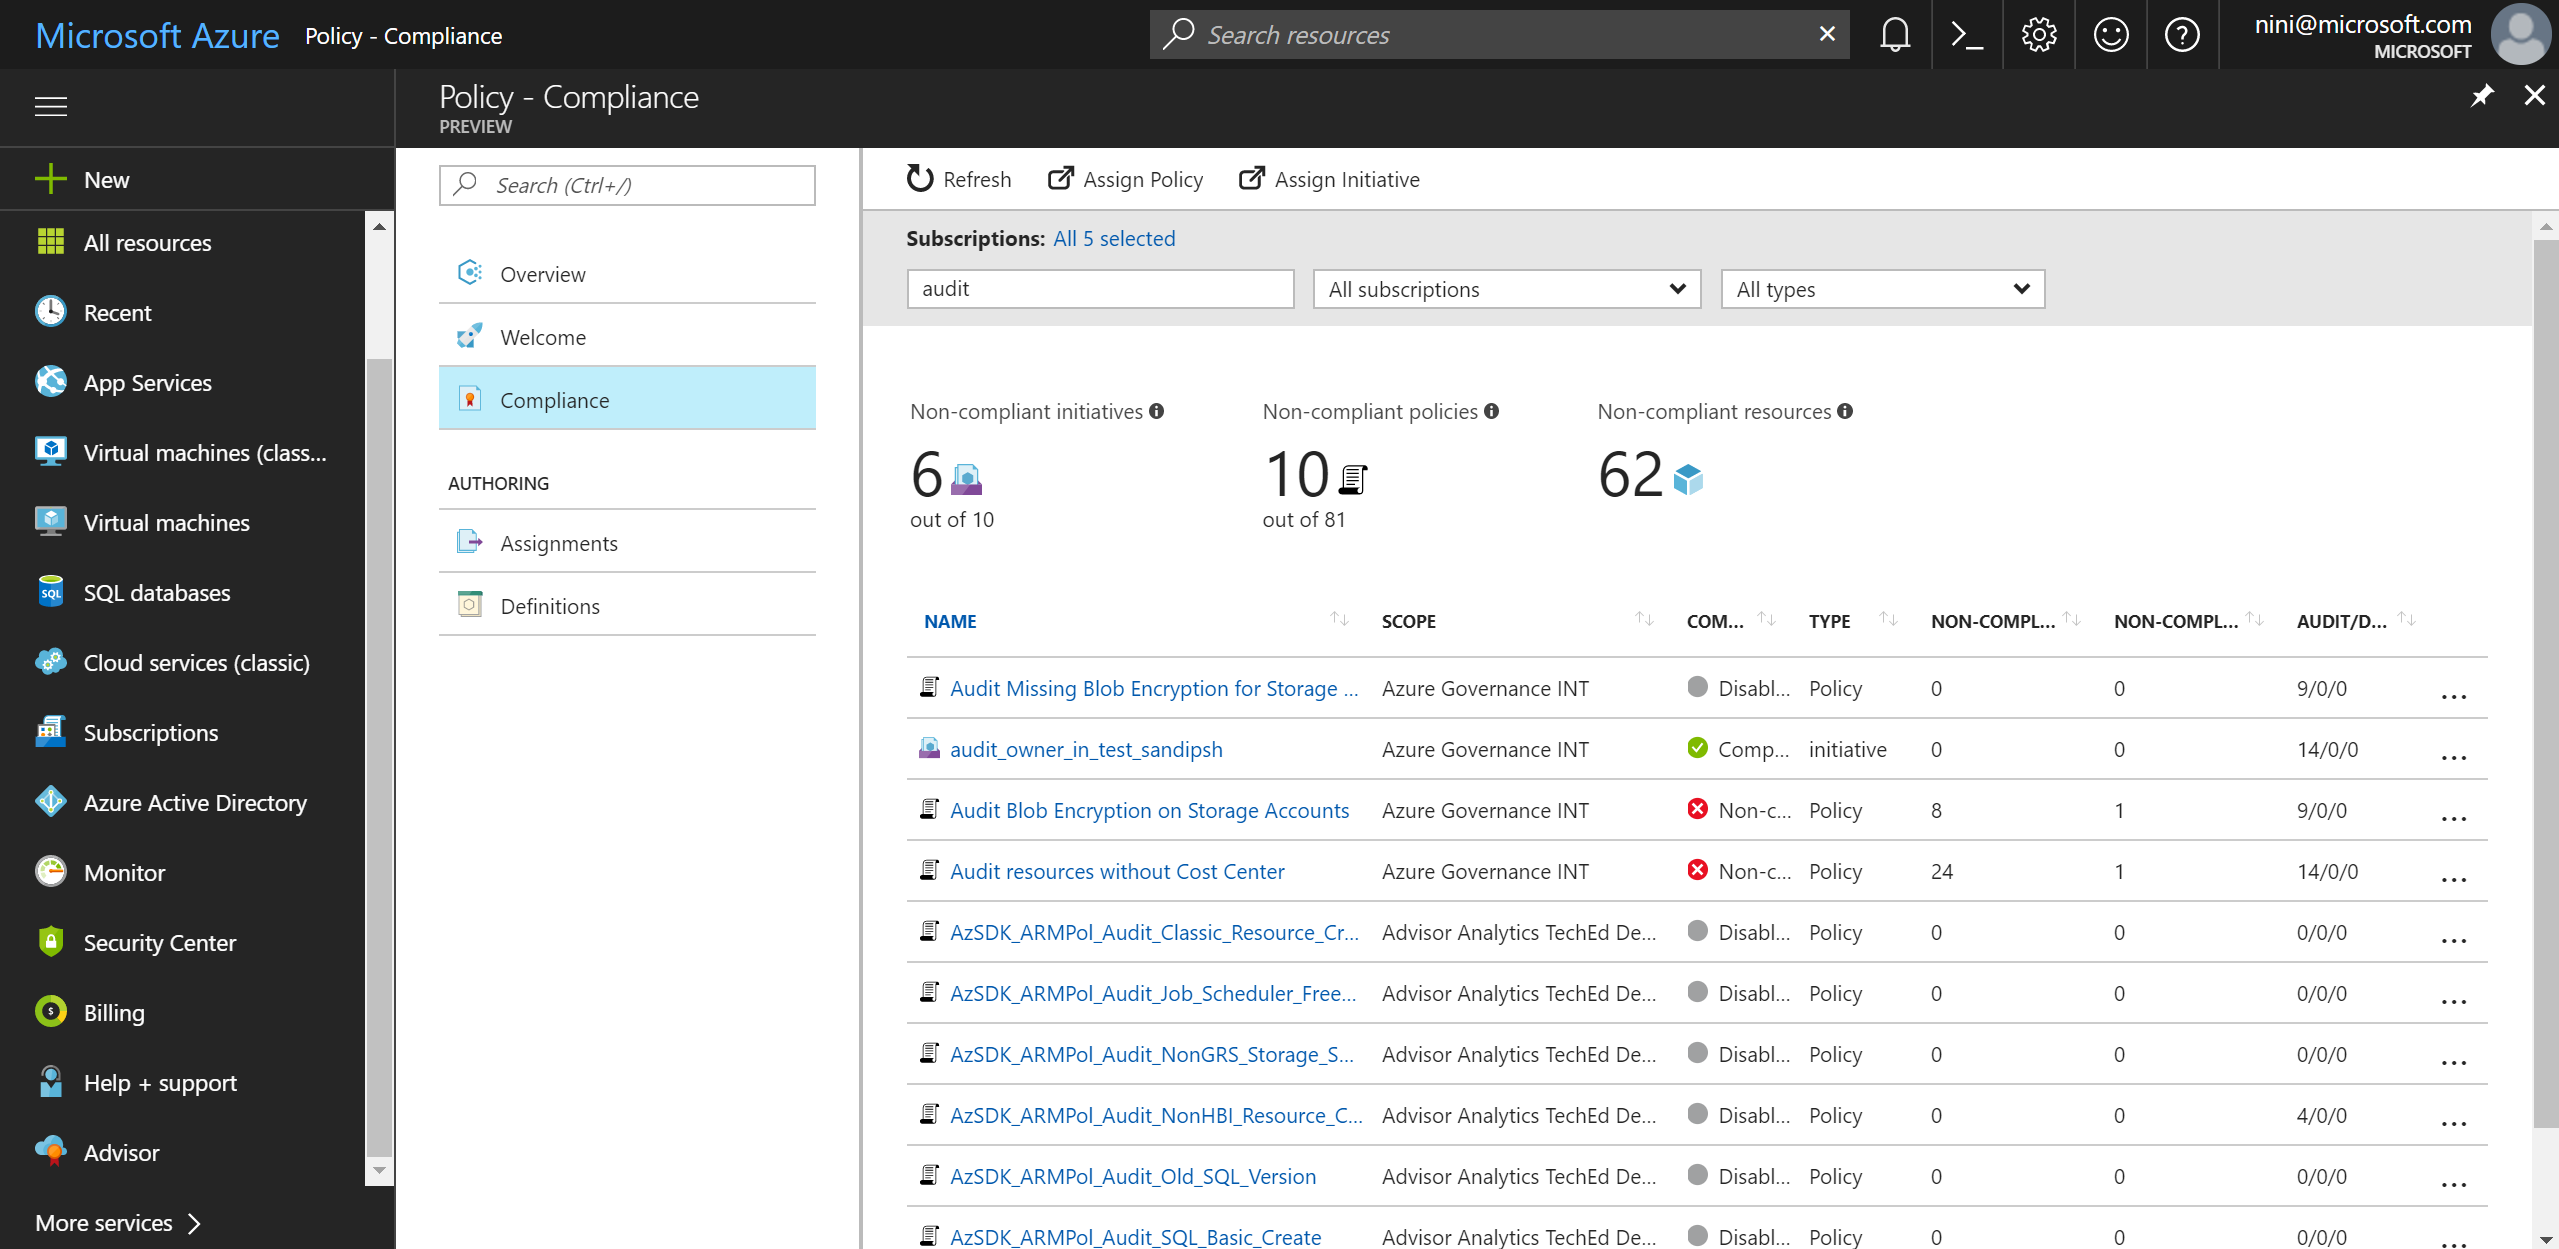 Microsoft Azure Policy - Compliance Search resources nini@microsoft.com
MICROSOFT
Policy - Compliance
PREVIEW
New
All resources
Recent
App Services
Virtual machines (class...
Virtual machines
SQL databases
Cloud services (classic)
Subscriptions
Azure Active Directory
Monitor
Security Center
Billing
Help + support
Advisor
More services
Search (Ctrl+/)
Overview
Welcome
Compliance
AUTHORING
Assignments
Definitions
Refresh Assign Policy Assign Initiative
Subscriptions: All 5 selected
audit All subscriptions All types
Non-compliant initiatives Non-compliant policies Non-compliant resources
6 10 62
out of 10 out of 81
NAME SCOPE COM... TYPE NON-COMPL... NON-COMPL... AUDIT/D...
Audit Missing Blob Encryption for Storage ... Azure Governance INT Disabl... Policy 0 0 9/0/0 ...
audit_owner_in_test_sandipsh Azure Governance INT Comp... initiative 0 0 14/0/0 ...
Audit Blob Encryption on Storage Accounts Azure Governance INT Non-c... Policy 8 1 9/0/0 ...
Audit resources without Cost Center Azure Governance INT Non-c... Policy 24 1 14/0/0 ...
AzSDK_ARMPol_Audit_Classic_Resource_Cr... Advisor Analytics TechEd De... Disabl... Policy 0 0 0/0/0 ...
AzSDK_ARMPol_Audit_Job_Scheduler_Free... Advisor Analytics TechEd De... Disabl... Policy 0 0 0/0/0 ...
AzSDK_ARMPol_Audit_NonGRS_Storage_S... Advisor Analytics TechEd De... Disabl... Policy 0 0 0/0/0 ...
AzSDK_ARMPol_Audit_NonHBI_Resource_C... Advisor Analytics TechEd De... Disabl... Policy 0 0 4/0/0 ...
AzSDK_ARMPol_Audit_Old_SQL_Version Advisor Analytics TechEd De... Disabl... Policy 0 0 0/0/0 ...
AzSDK_ARMPol_Audit_SQL_Basic_Create Advisor Analytics TechEd De... Disabl... Policy 0 0 0/0/0 ...